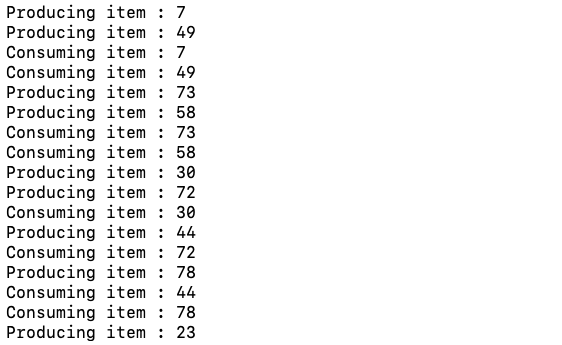 Producing item : 7
Producing item : 49
Consuming item : 7
Consuming item : 49
Producing item : 73
Producing item : 58
Consuming item : 73
Consuming item : 58
Producing item : 30
Producing item : 72
Consuming item : 30
Producing item : 44
Consuming item : 72
Producing item : 78
Consuming item : 44
Consuming item : 78
Producing item : 23